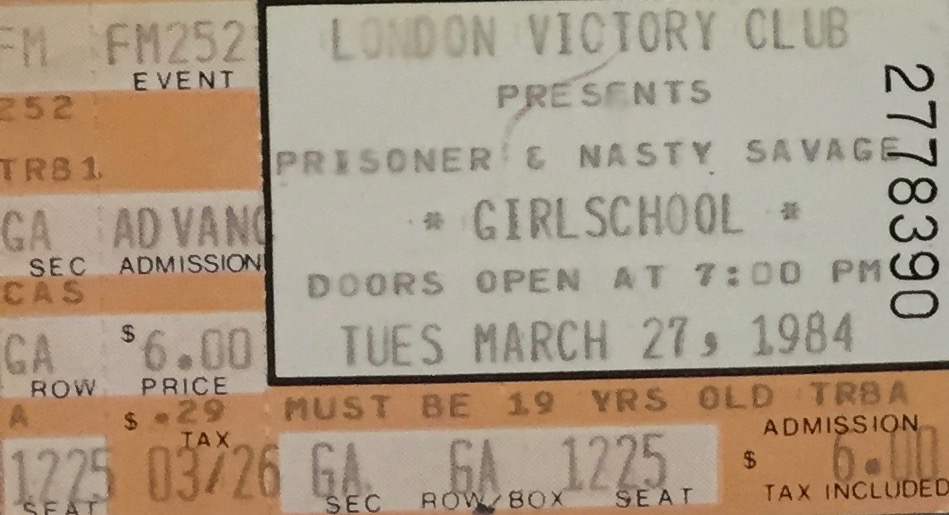 FM FM252
EVENT
252
TRB1
GA ADVANC
SEC ADMISSION
CAS
GA $6.00
ROW PRICE
A $ .29
TAX
1225 03/26
SEAT
LONDON VICTORY CLUB
PRESENTS
PRISONER & NASTY SAVAGE
* GIRLSCHOOL *
DOORS OPEN AT 7:00 PM
TUES MARCH 27, 1984
2778390
MUST BE 19 YRS OLD TRBA
GA GA 1225
SEC ROW/BOX SEAT
ADMISSION
$ 6.00
TAX INCLUDED